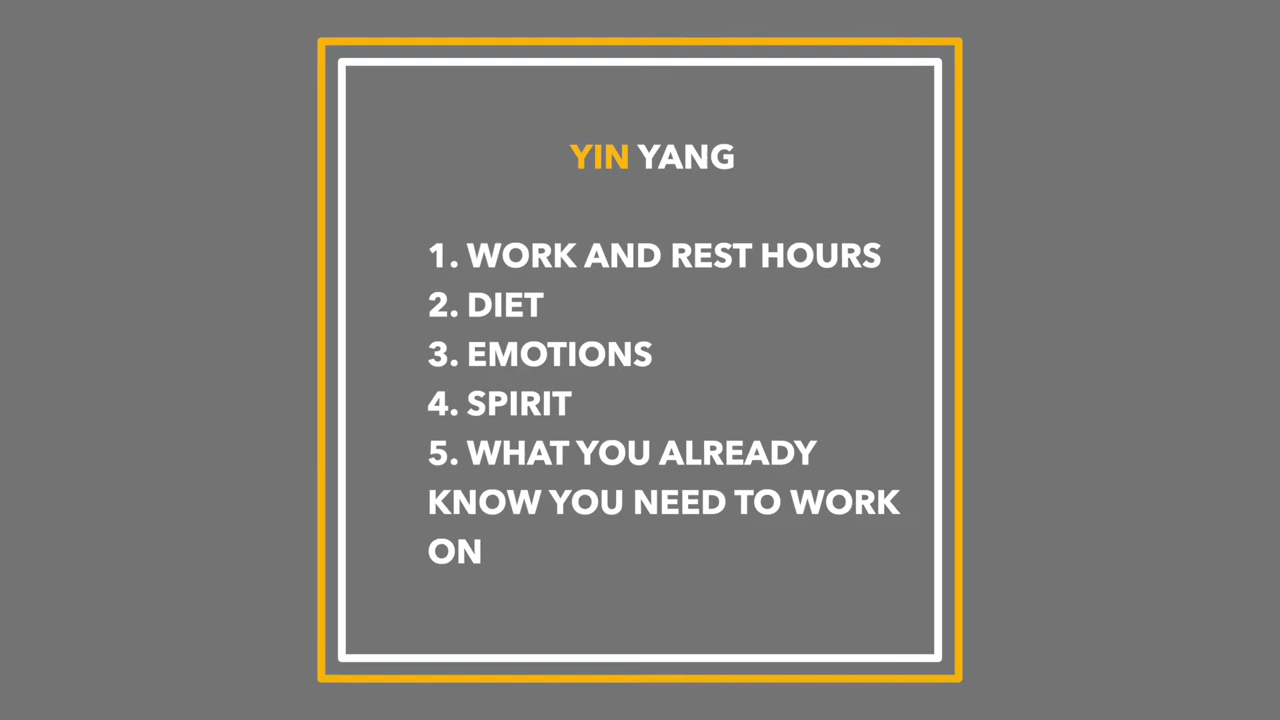 YIN YANG
1. WORK AND REST HOURS
2. DIET
3. EMOTIONS
4. SPIRIT
5. WHAT YOU ALREADY
KNOW YOU NEED TO WORK
ON